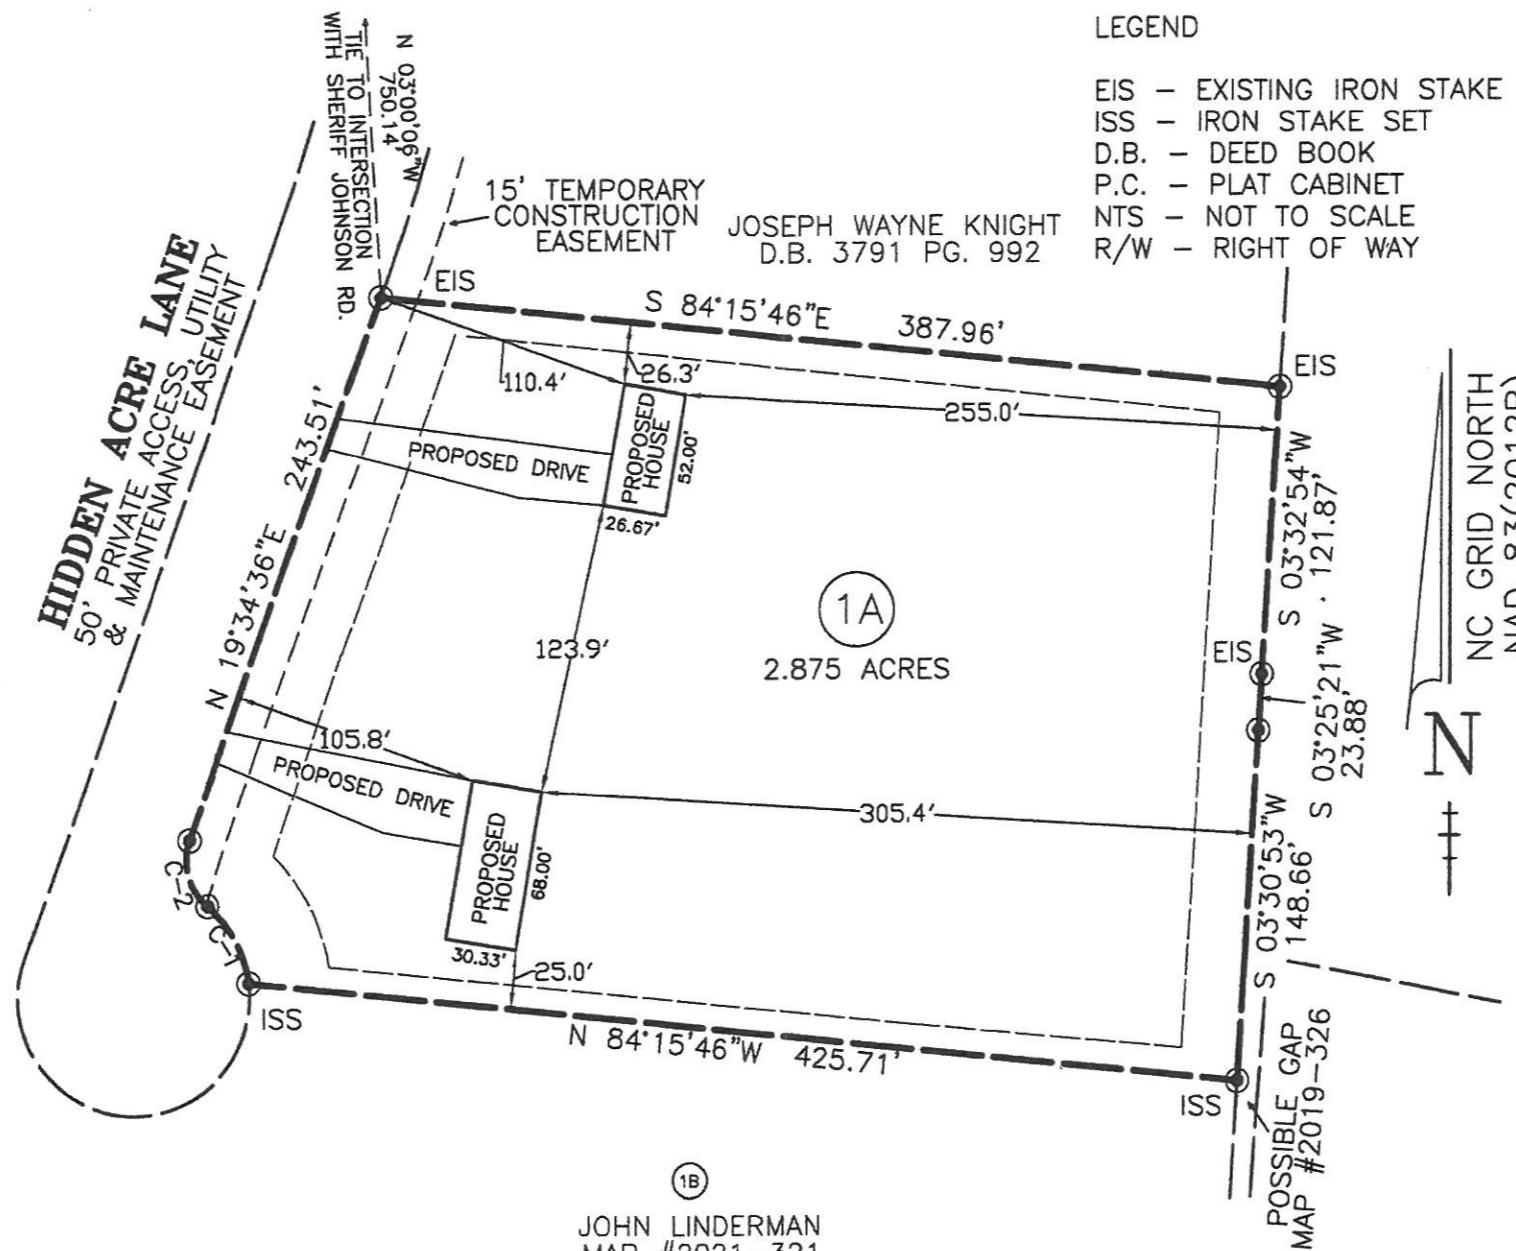 LEGEND
EIS – EXISTING IRON STAKE
ISS – IRON STAKE SET
D.B. – DEED BOOK
P.C. – PLAT CABINET
NTS – NOT TO SCALE
R/W – RIGHT OF WAY
N 03°00'06"W
750.14'
TIE TO INTERSECTION
WITH SHERIFF JOHNSON RD.
15' TEMPORARY
CONSTRUCTION
EASEMENT
JOSEPH WAYNE KNIGHT
D.B. 3791 PG. 992
HIDDEN ACRE LANE
50' PRIVATE ACCESS, UTILITY
& MAINTENANCE EASEMENT
EIS
S 84°15'46"E 387.96'
EIS
110.4'
26.3'
255.0'
N 19°34'36"E 243.51'
PROPOSED DRIVE
PROPOSED
HOUSE
52.00'
26.67'
S 03°32'54"W
121.87'
NC GRID NORTH
NAD 83(2012B)
N
1A
2.875 ACRES
123.9'
EIS
S 03°25'21"W
23.88'
105.8'
PROPOSED DRIVE
305.4'
PROPOSED
HOUSE
68.00'
30.33'
25.0'
S 03°30'53"W
148.66'
C-2
C-1
ISS
N 84°15'46"W 425.71'
ISS
POSSIBLE GAP
MAP #2019-326
1B
JOHN LINDERMAN
MAP #2021-321